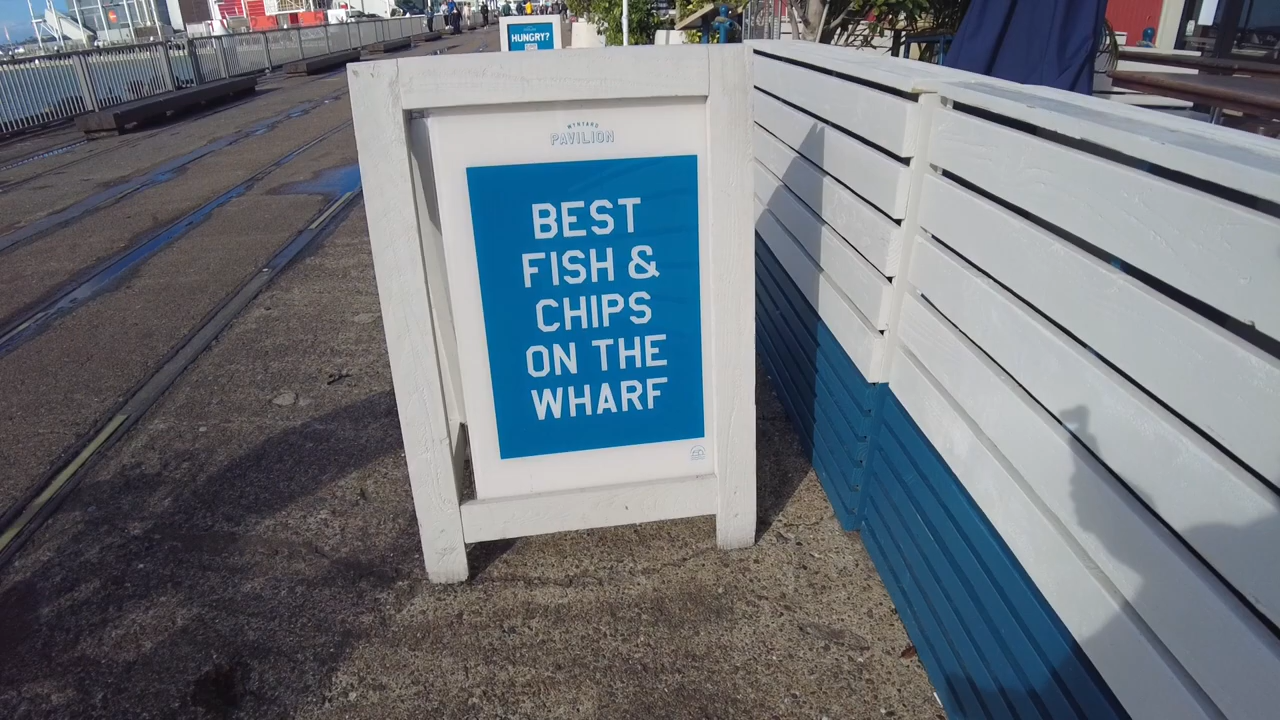 HUNGRY?
WYNYARD
PAVILION
BEST
FISH &
CHIPS
ON THE
WHARF